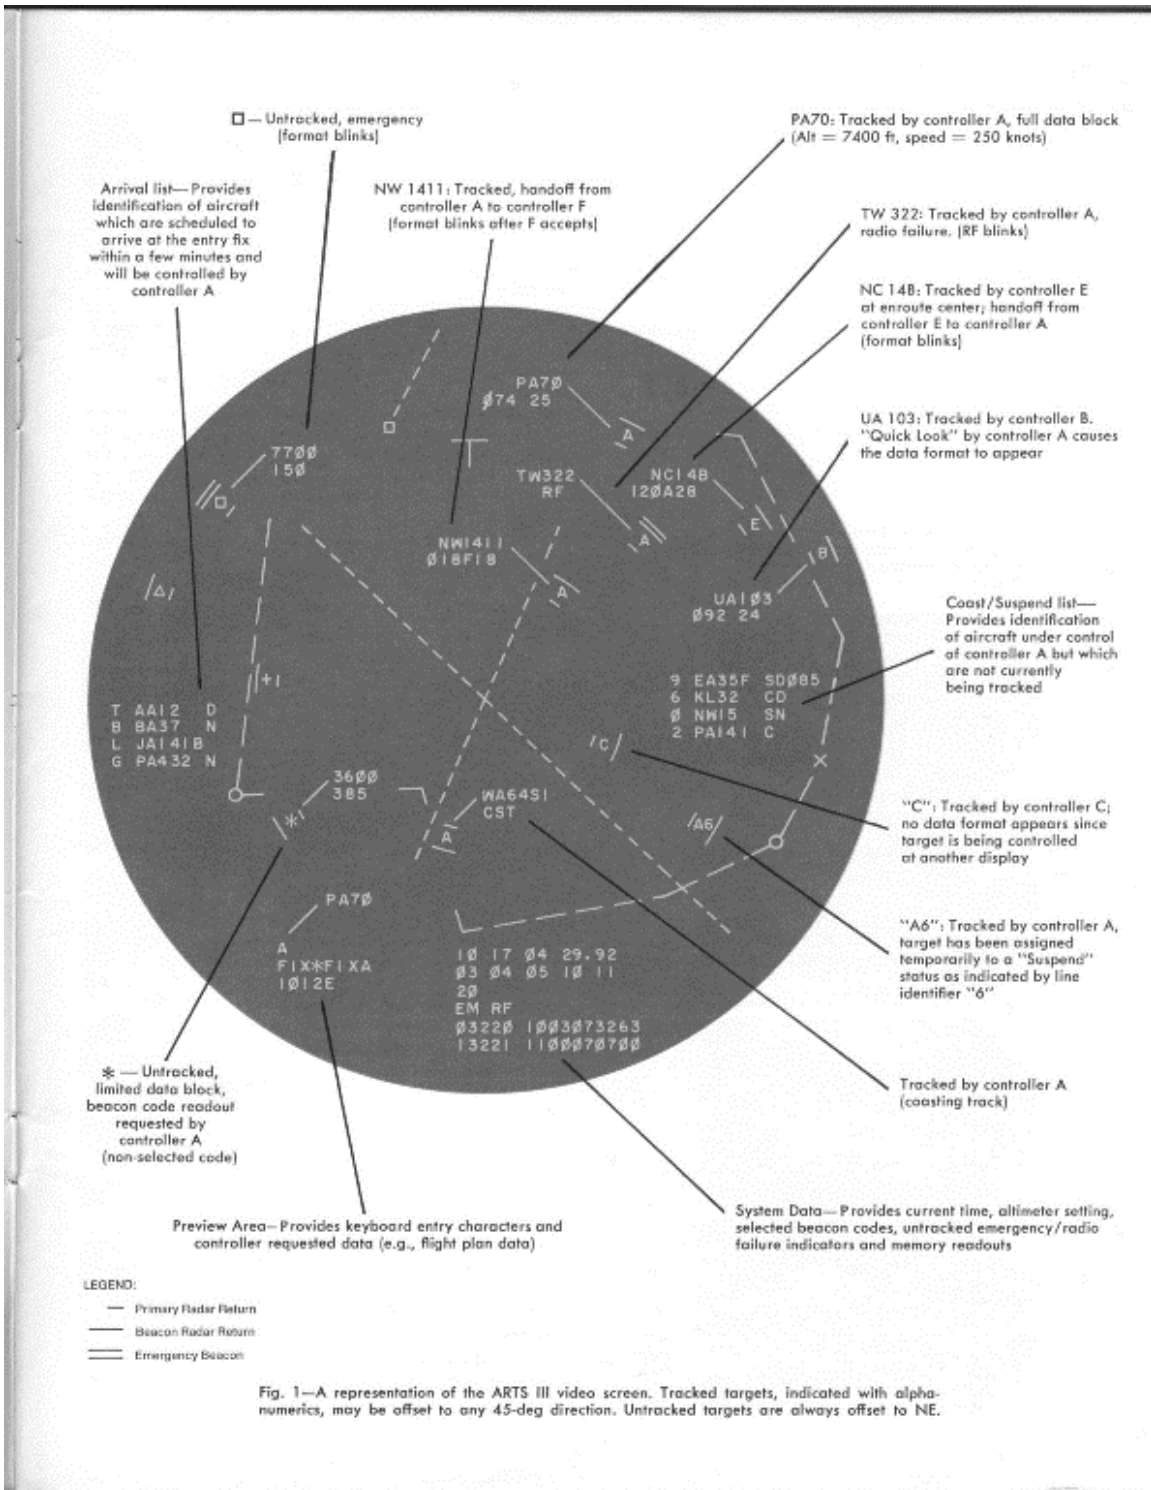 □ — Untracked, emergency
(format blinks)
PA70: Tracked by controller A, full data block
(Alt = 7400 ft, speed = 250 knots)
Arrival list—Provides
identification of aircraft
which are scheduled to
arrive at the entry fix
within a few minutes and
will be controlled by
controller A
NW 1411: Tracked, handoff from
controller A to controller F
(format blinks after F accepts)
TW 322: Tracked by controller A,
radio failure. (RF blinks)
NC 14B: Tracked by controller E
at enroute center; handoff from
controller E to controller A
(format blinks)
UA 103: Tracked by controller B.
"Quick Look" by controller A causes
the data format to appear
PA7Ø
Ø74 25
A
77ØØ
15Ø
TW322
RF
A
NC14B
12ØA28
E
NW1411
Ø18F18
A
B
UA1Ø3
Ø92 24
Δ
Coast/Suspend list—
Provides identification
of aircraft under control
of controller A but which
are not currently
being tracked
9 EA35F SDØ85
6 KL32 CD
Ø NW15 SN
2 PA141 C
+
T AA12 D
B BA37 N
L JA141B
G PA432 N
C
36ØØ
385
*
WA64S1
CST
A
A6
"C": Tracked by controller C;
no data format appears since
target is being controlled
at another display
PA7Ø
A
FIX*FIXA
1Ø12E
"A6": Tracked by controller A,
target has been assigned
temporarily to a "Suspend"
status as indicated by line
identifier "6"
1Ø 17 Ø4 29.92
Ø3 Ø4 Ø5 1Ø 11
2Ø
EM RF
Ø322Ø 1ØØ3Ø73263
13221 11ØØØ7Ø7ØØ
* — Untracked,
limited data block,
beacon code readout
requested by
controller A
(non-selected code)
Tracked by controller A
(coasting track)
Preview Area—Provides keyboard entry characters and
controller requested data (e.g., flight plan data)
System Data—Provides current time, altimeter setting,
selected beacon codes, untracked emergency/radio
failure indicators and memory readouts
LEGEND:
Primary Radar Return
Beacon Radar Return
Emergency Beacon
Fig. 1—A representation of the ARTS III video screen. Tracked targets, indicated with alpha-
numerics, may be offset to any 45-deg direction. Untracked targets are always offset to NE.